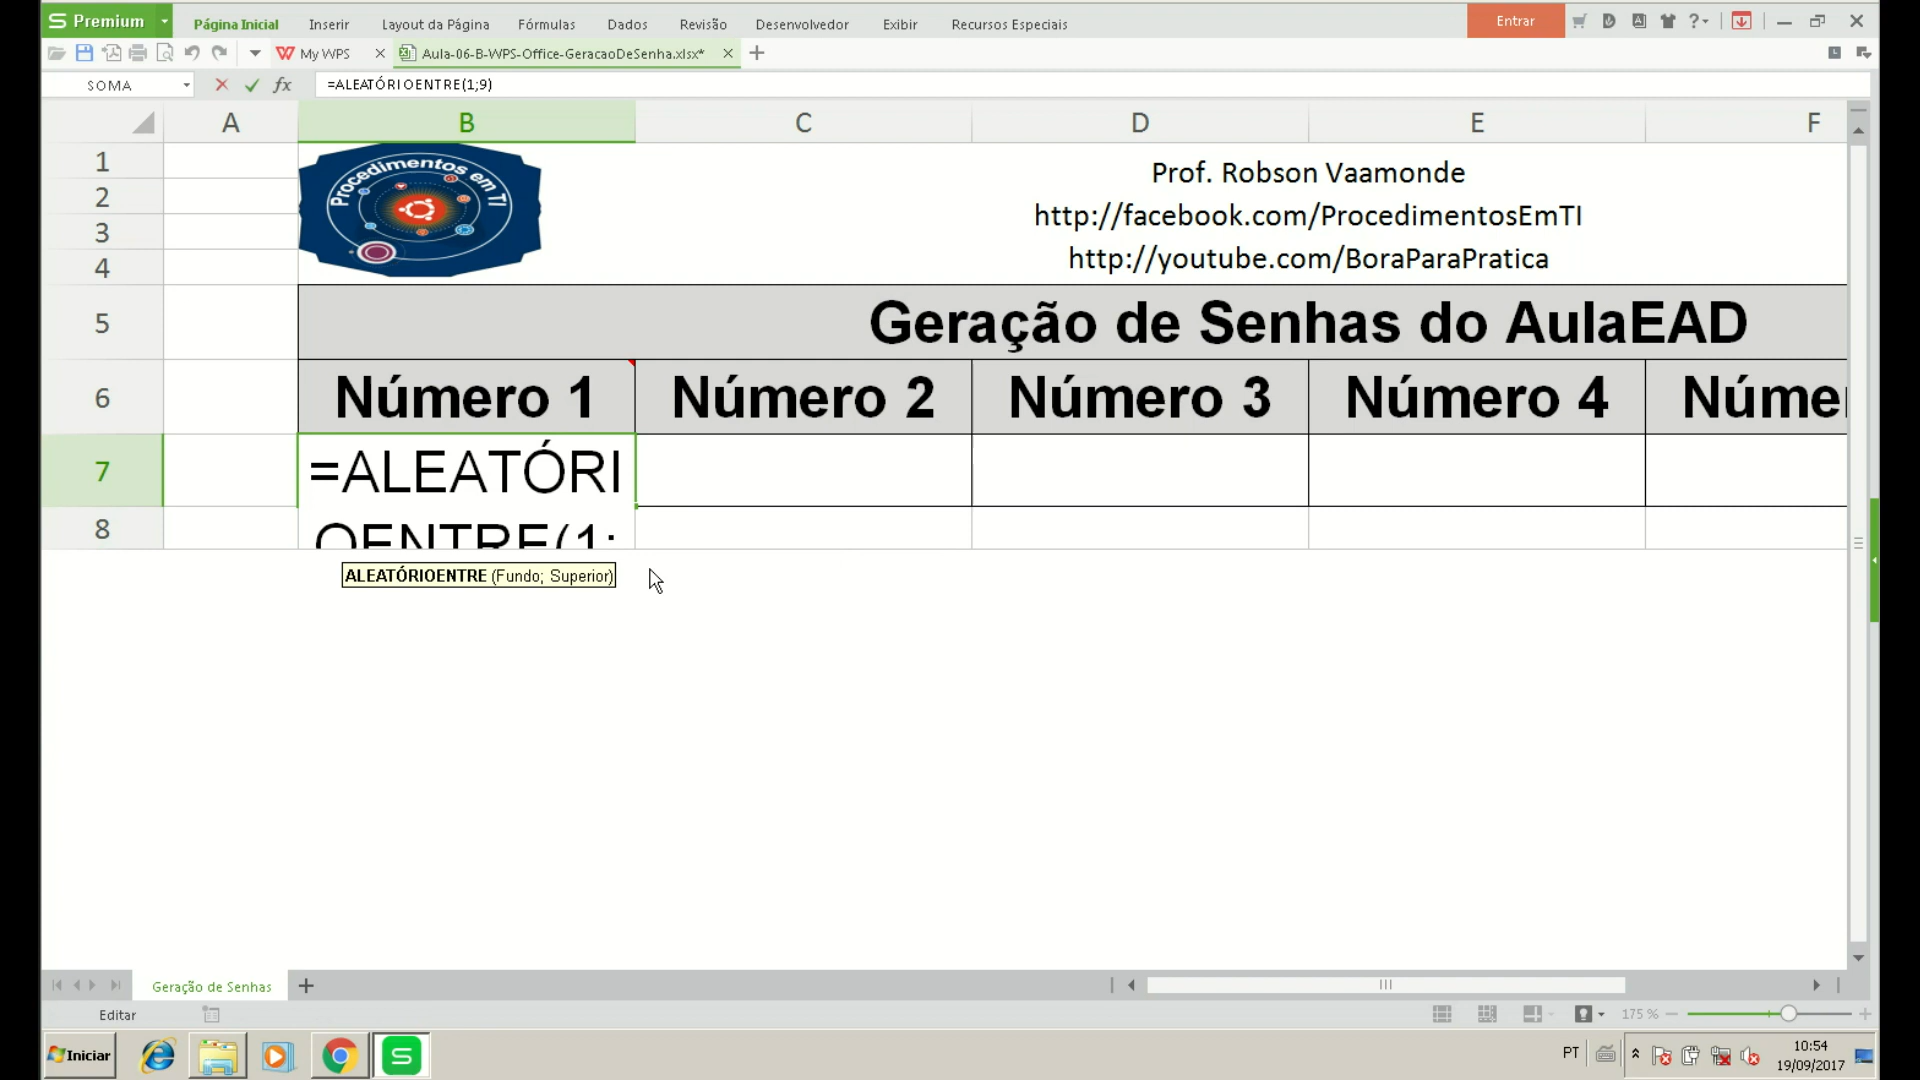 S Premium
Página Inicial Inserir Layout da Página Fórmulas Dados Revisão Desenvolvedor Exibir Recursos Especiais
Entrar
My WPS
Aula-06-B-WPS-Office-GeracaoDeSenha.xlsx*
SOMA
fx
=ALEATÓRIOENTRE(1;9)
A B C D E F
1
2
3
4
5
6
7
8
Procedimentos em TI
Prof. Robson Vaamonde
http://facebook.com/ProcedimentosEmTI
http://youtube.com/BoraParaPratica
Geração de Senhas do AulaEAD
Número 1 Número 2 Número 3 Número 4 Núme
=ALEATÓRI
OENTRE(1;
ALEATÓRIOENTRE (Fundo; Superior)
Geração de Senhas
Editar
175 %
Iniciar
PT
10:54
19/09/2017